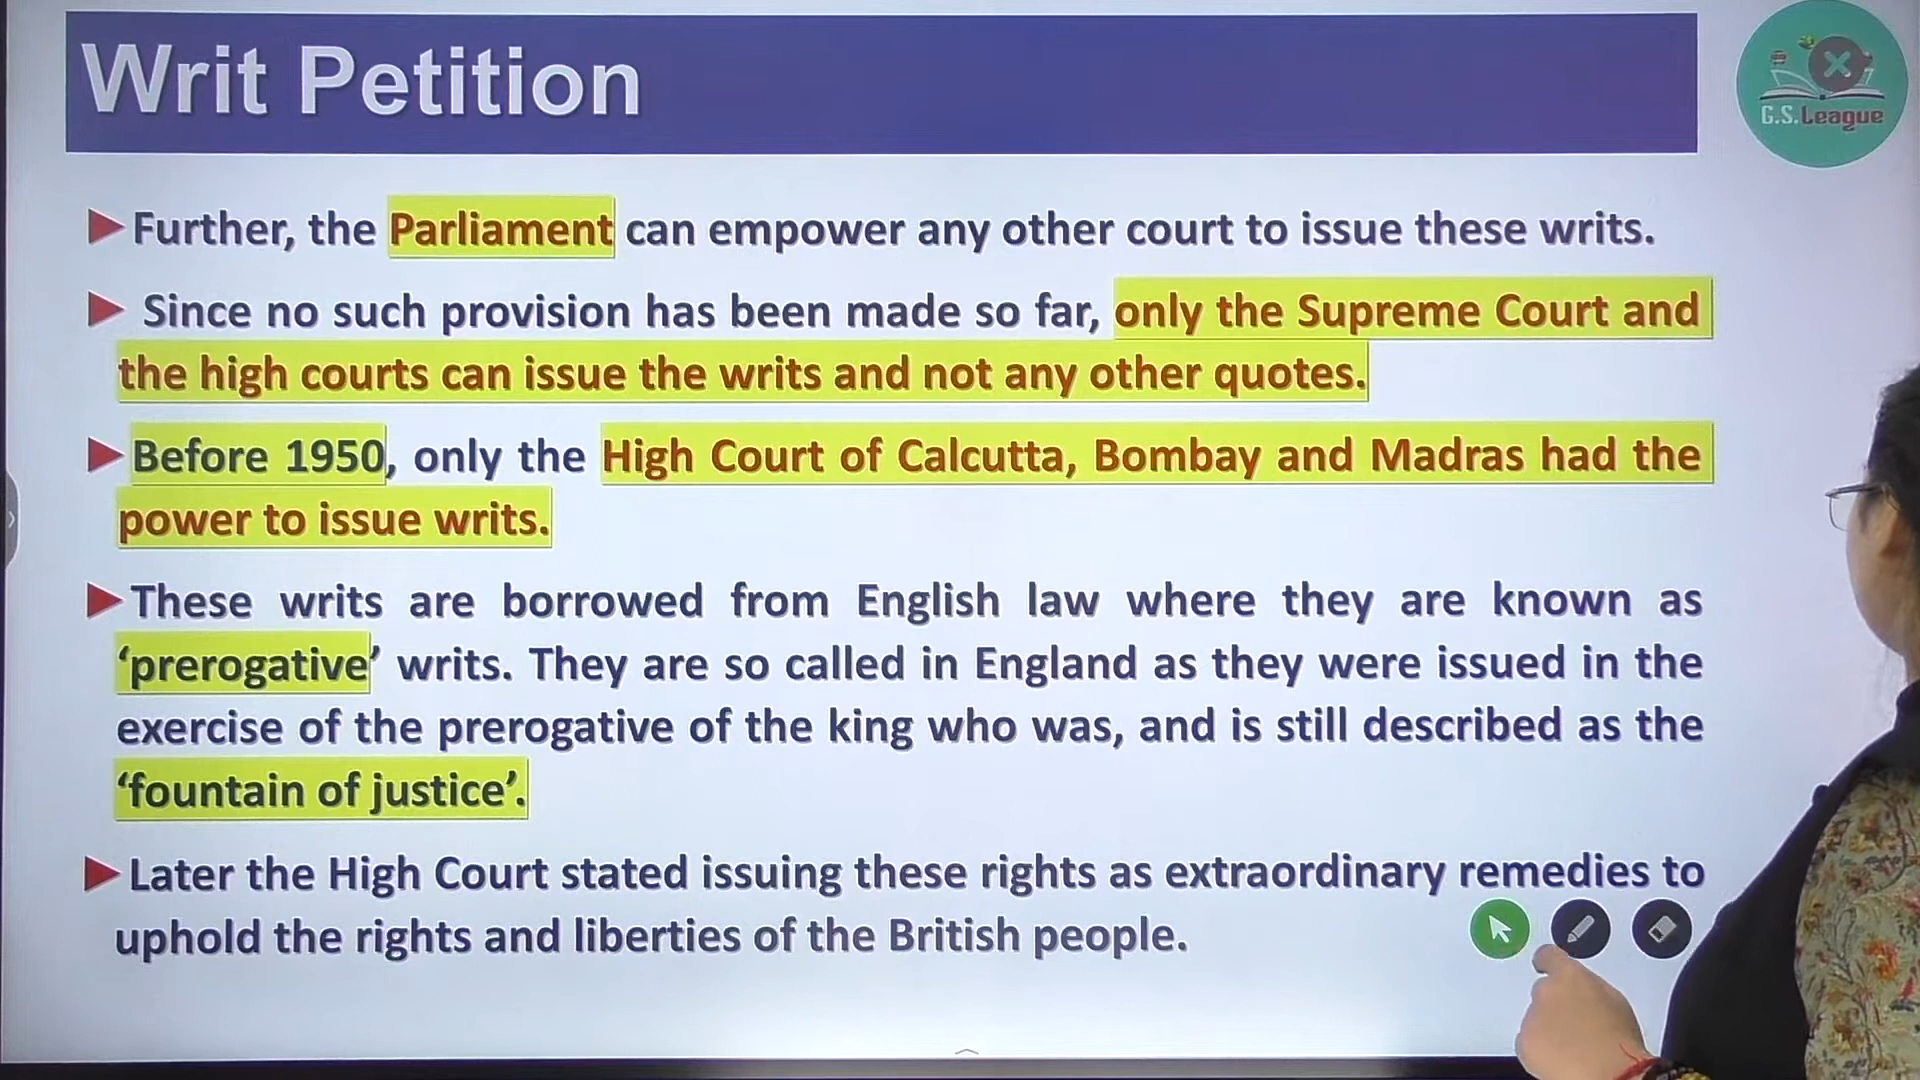 Writ Petition
G.S.League
Further, the Parliament can empower any other court to issue these writs.
Since no such provision has been made so far, only the Supreme Court and
the high courts can issue the writs and not any other quotes.
Before 1950, only the High Court of Calcutta, Bombay and Madras had the
power to issue writs.
These writs are borrowed from English law where they are known as
‘prerogative’ writs. They are so called in England as they were issued in the
exercise of the prerogative of the king who was, and is still described as the
‘fountain of justice’.
Later the High Court stated issuing these rights as extraordinary remedies to
uphold the rights and liberties of the British people.